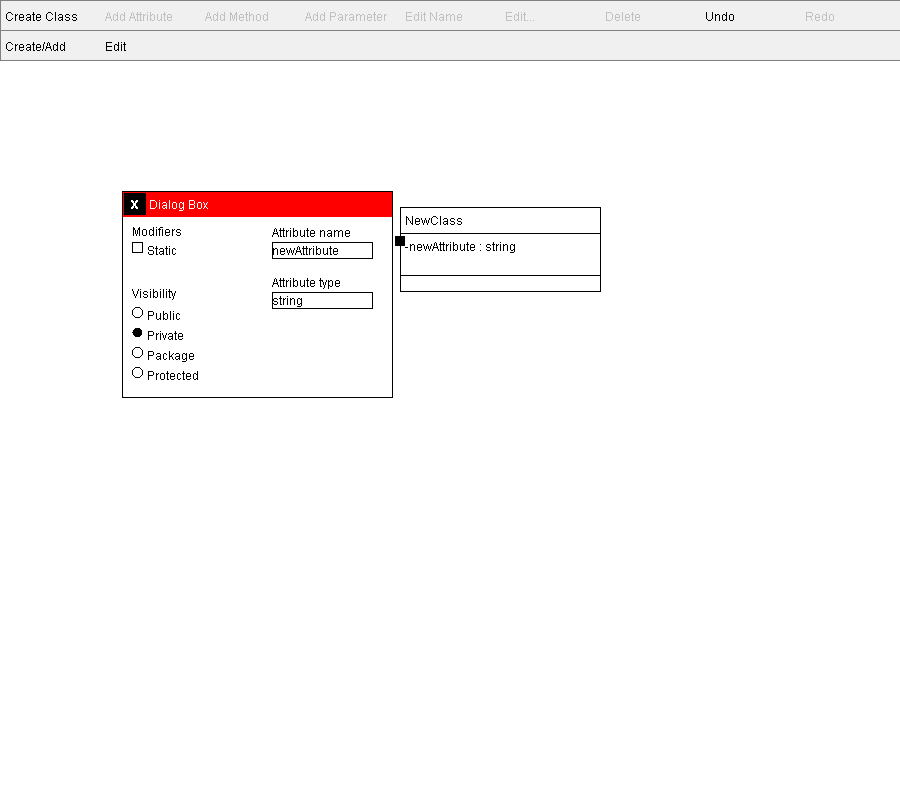 Create Class Add Attribute Add Method Add Parameter Edit Name Edit... Delete Undo Redo
Create/Add Edit
X Dialog Box
Modifiers
Static
Visibility
Public
Private
Package
Protected
Attribute name
newAttribute
Attribute type
string
NewClass
-newAttribute : string